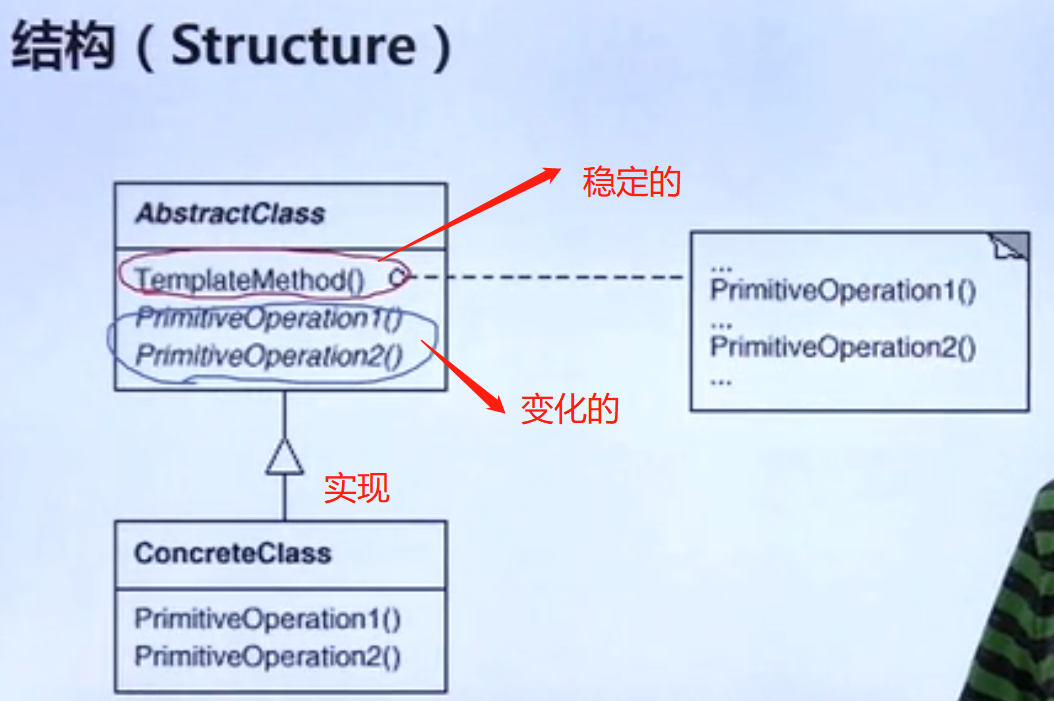 结构（Structure）
稳定的
AbstractClass
TemplateMethod()
PrimitiveOperation1()
PrimitiveOperation2()
...
PrimitiveOperation1()
...
PrimitiveOperation2()
...
变化的
实现
ConcreteClass
PrimitiveOperation1()
PrimitiveOperation2()